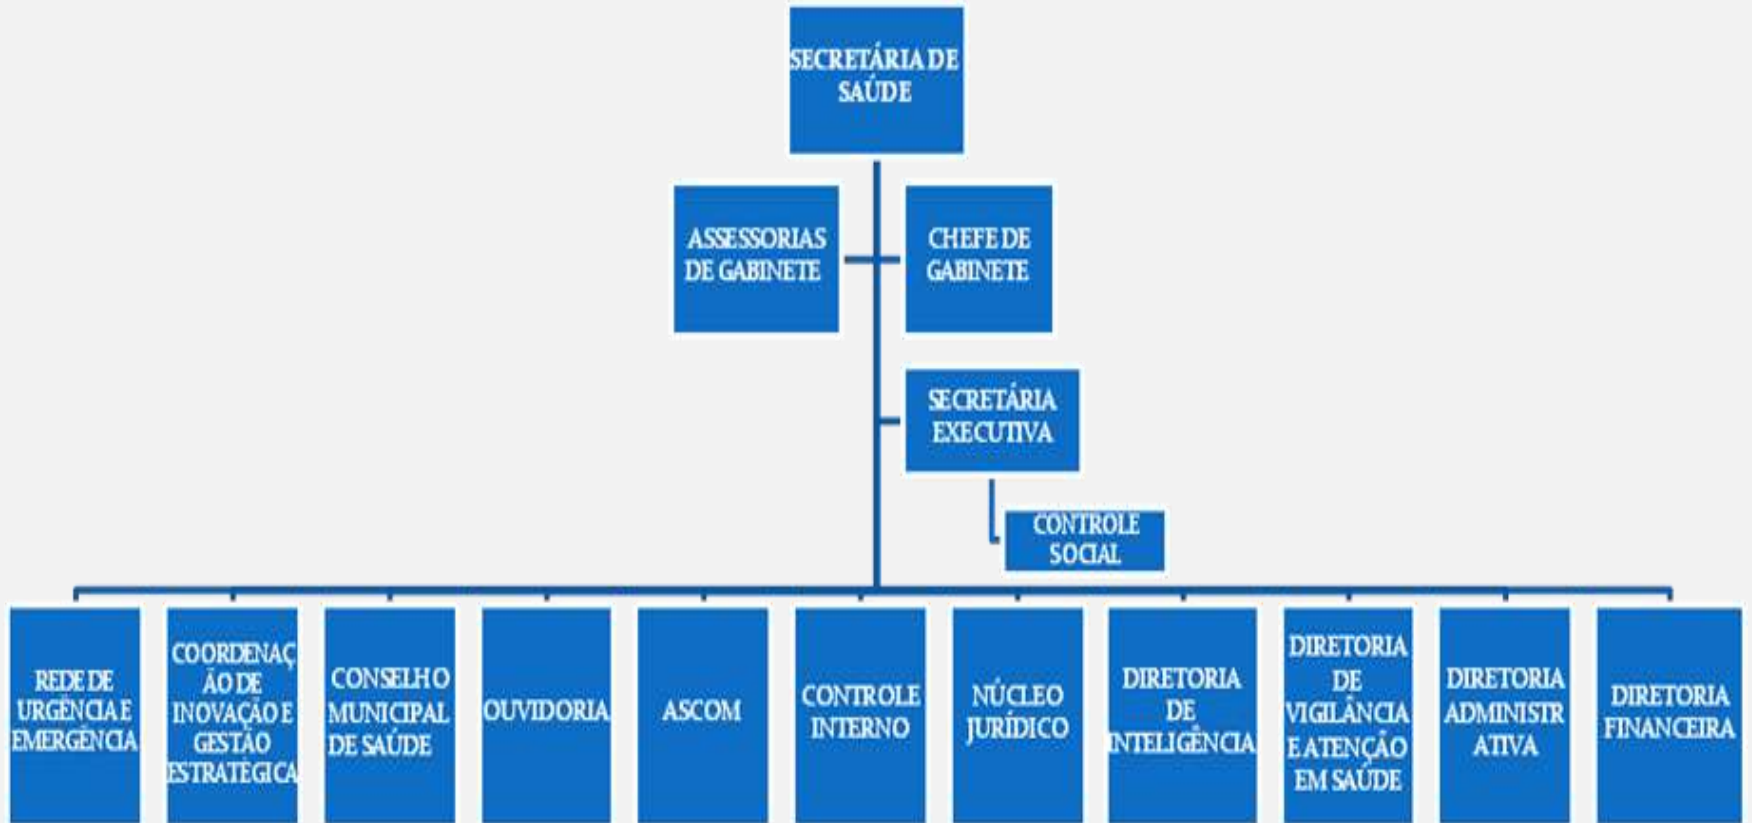 SECRETÁRIA DE
SAÚDE
ASSESSORIAS
DE GABINETE
CHEFE DE
GABINETE
SECRETÁRIA
EXECUTIVA
CONTROLE
SOCIAL
REDE DE
URGÊNCIA E
EMERGÊNCIA
COORDENAÇ
ÃO DE
INOVAÇÃO E
GESTÃO
ESTRATÉGICA
CONSELHO
MUNICIPAL
DE SAÚDE
OUVIDORIA
ASCOM
CONTROLE
INTERNO
NÚCLEO
JURÍDICO
DIRETORIA
DE
INTELIGÊNCIA
DIRETORIA
DE
VIGILÂNCIA
E ATENÇÃO
EM SAÚDE
DIRETORIA
ADMINISTR
ATIVA
DIRETORIA
FINANCEIRA